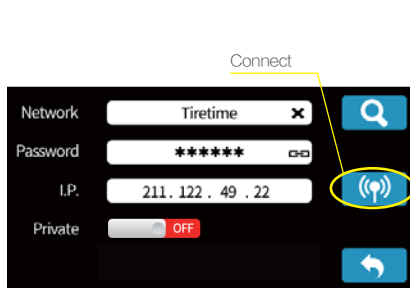 Connect
Network Tiretime
Password ******
I.P. 211. 122 . 49 . 22
Private OFF